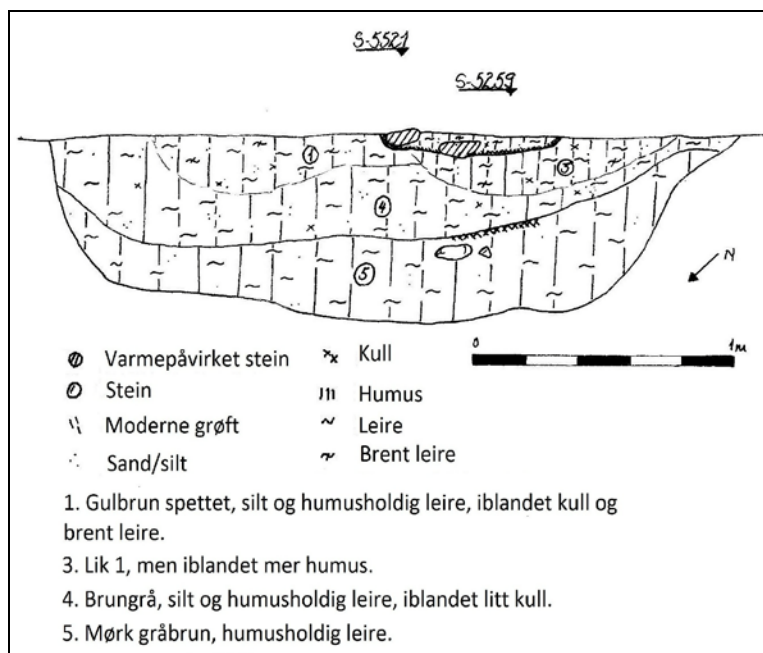 S-5521
S-5259
1
3
4
5
N
0 1m
Varmepåvirket stein
Stein
Moderne grøft
Sand/silt
Kull
Humus
Leire
Brent leire
1. Gulbrun spettet, silt og humusholdig leire, iblandet kull og
brent leire.
3. Lik 1, men iblandet mer humus.
4. Brungrå, silt og humusholdig leire, iblandet litt kull.
5. Mørk gråbrun, humusholdig leire.